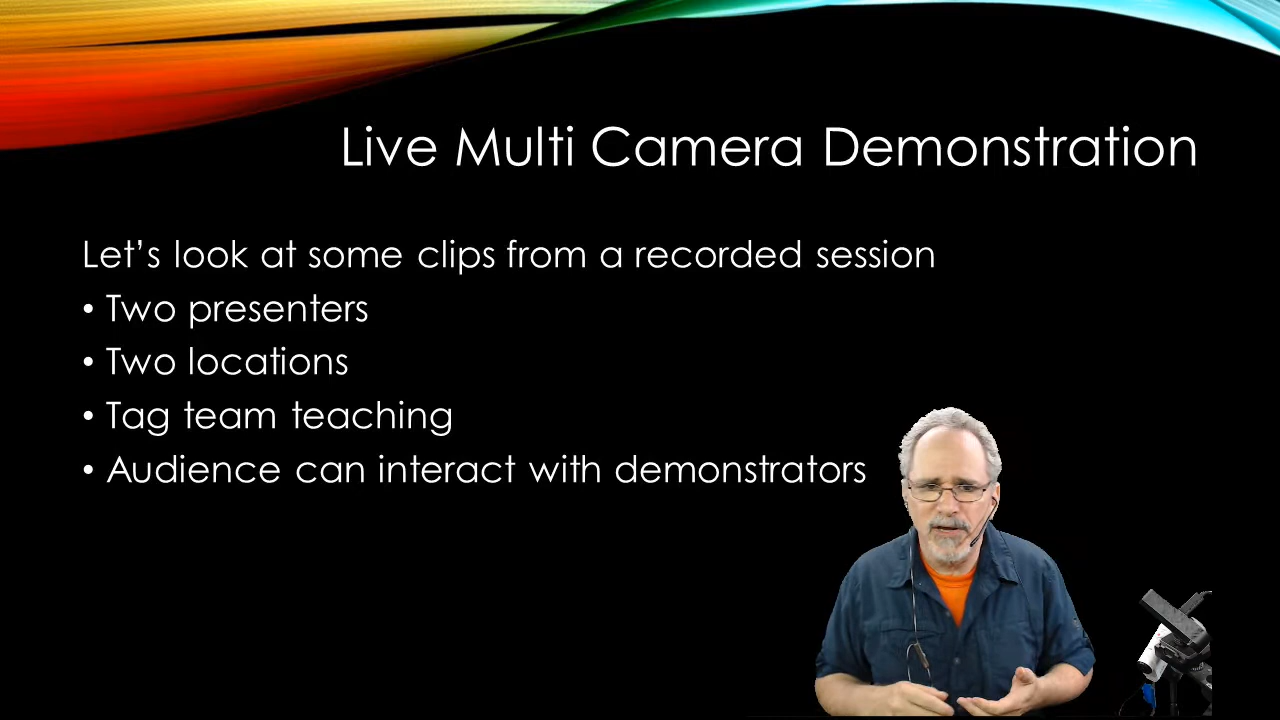 Live Multi Camera Demonstration
Let’s look at some clips from a recorded session
• Two presenters
• Two locations
• Tag team teaching
• Audience can interact with demonstrators